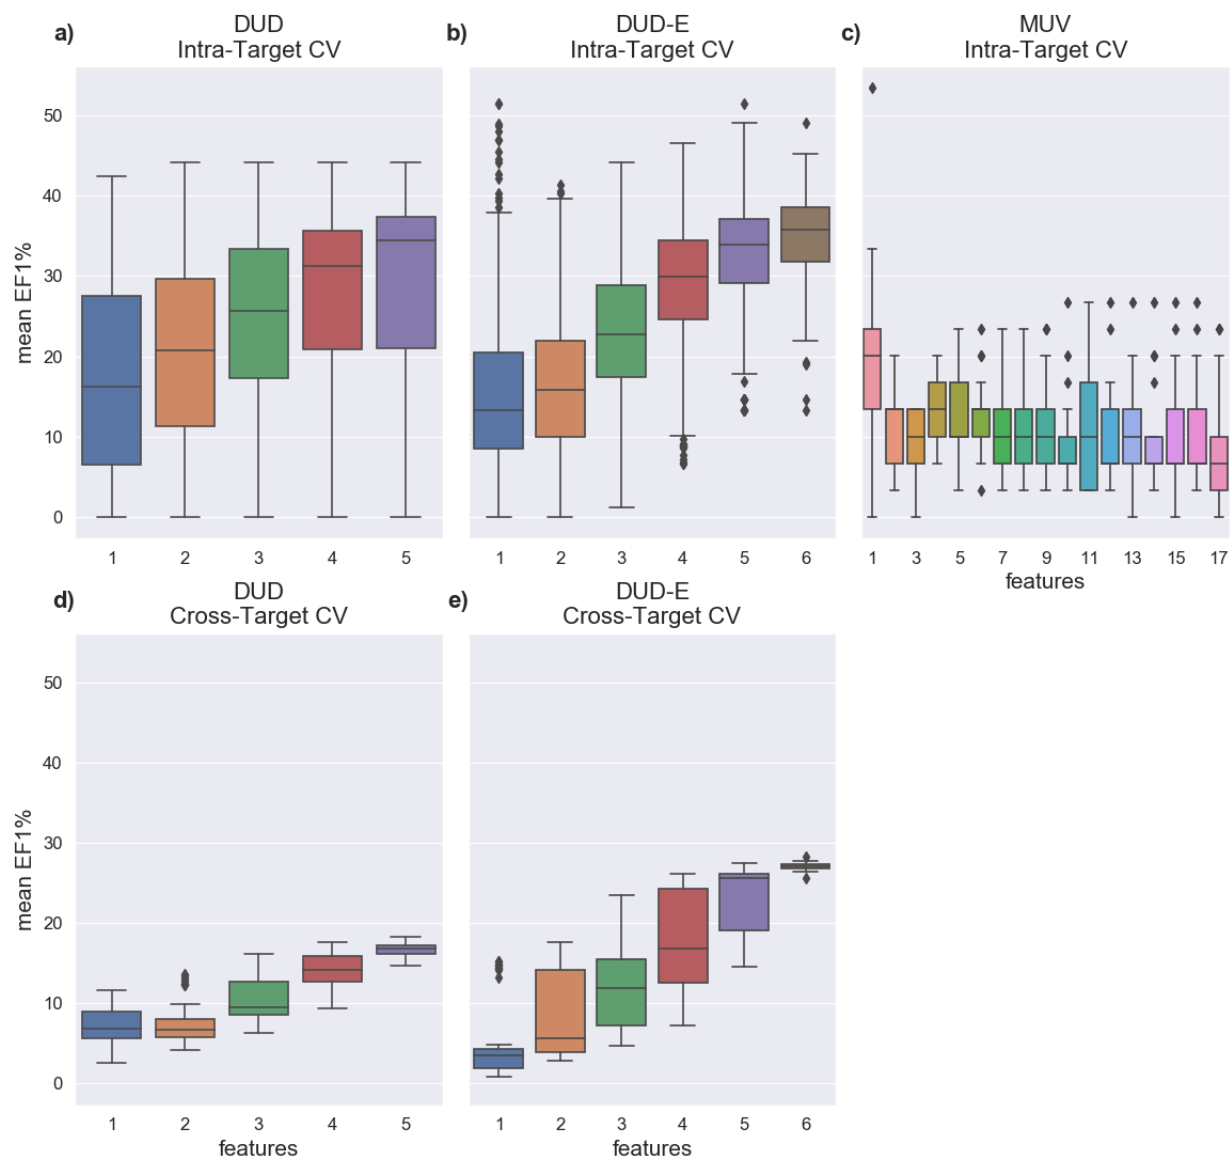 a)
DUD
Intra-Target CV
b)
DUD-E
Intra-Target CV
c)
MUV
Intra-Target CV
mean EF1%
50
40
30
20
10
0
1 2 3 4 5
1 2 3 4 5 6
1 3 5 7 9 11 13 15 17
features
d)
DUD
Cross-Target CV
e)
DUD-E
Cross-Target CV
mean EF1%
50
40
30
20
10
0
1 2 3 4 5
features
1 2 3 4 5 6
features